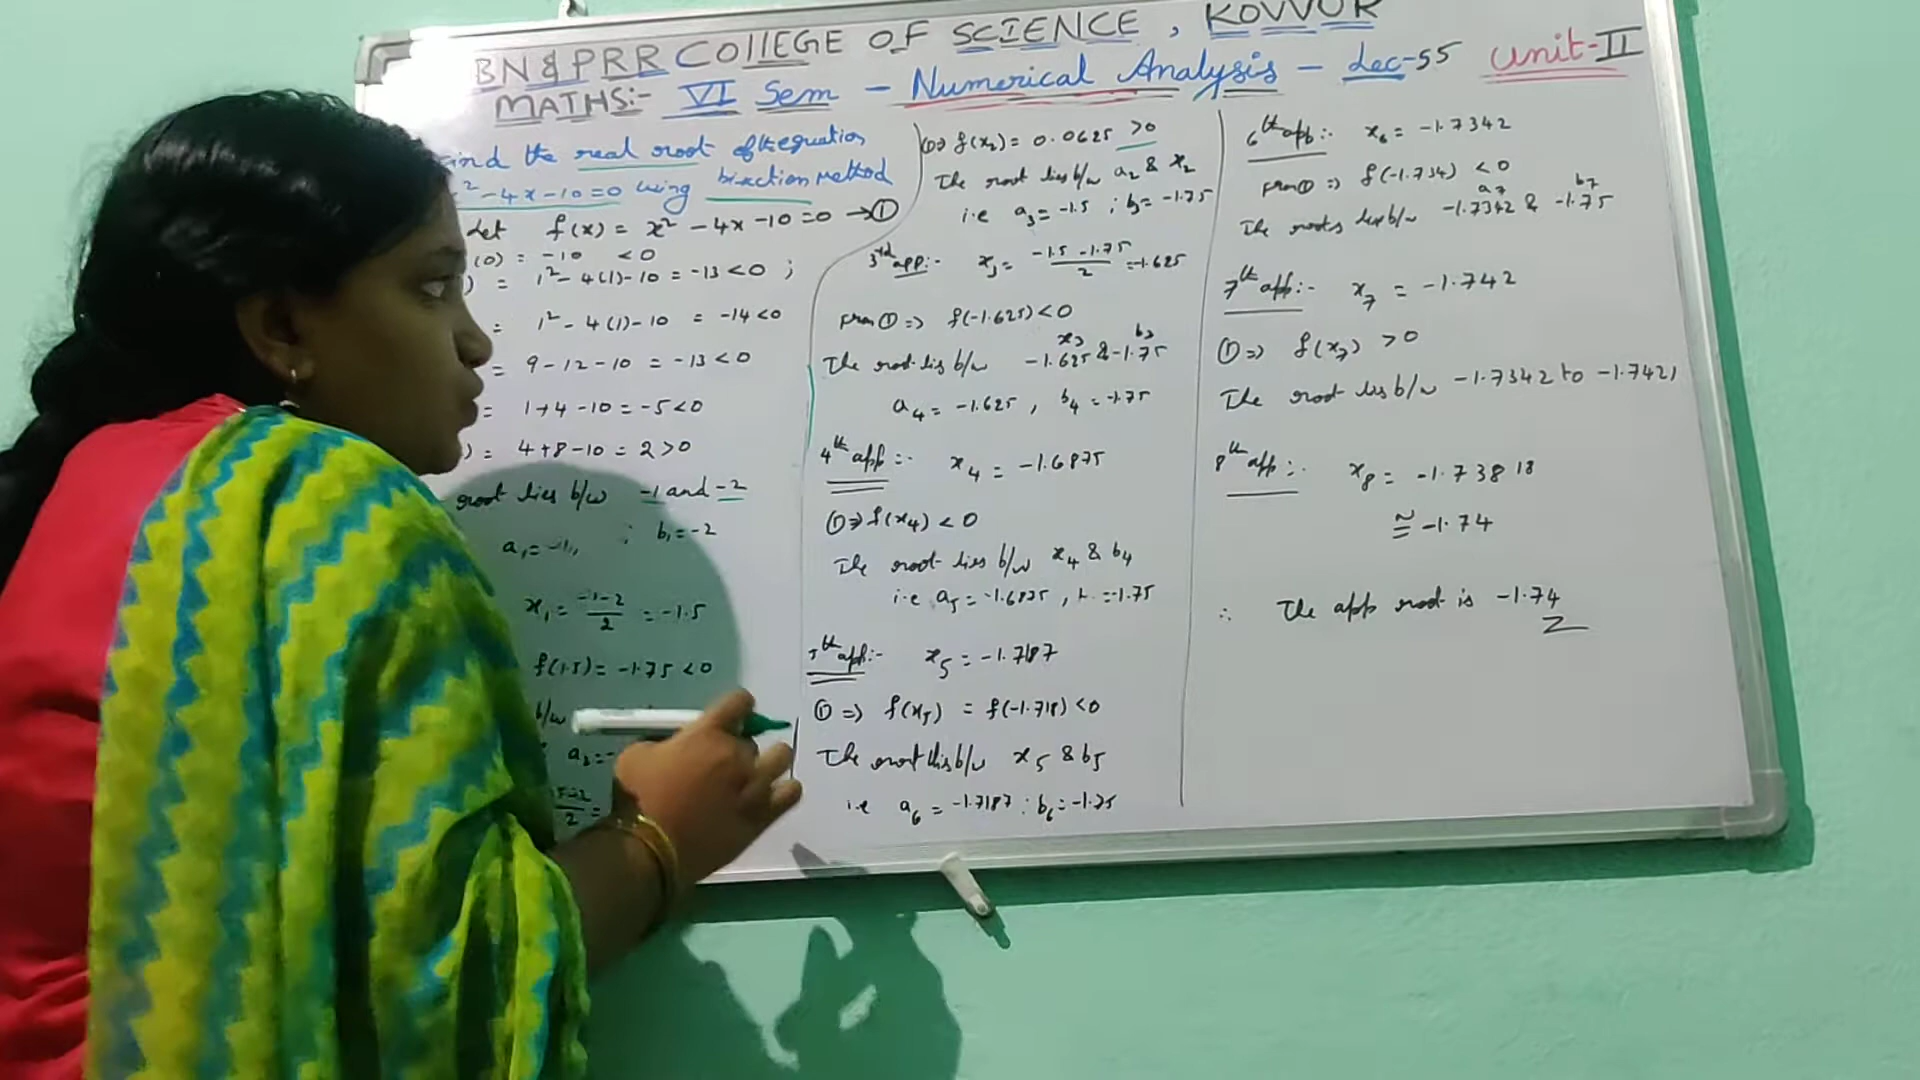 BN & PRR COllEGE OF SCIENCE, KOVVUR
MATHS:- VI Sem - Numerical Analysis - Lec-55 Unit-II
ind the real root of the equation
² - 4x - 10 = 0 using bisection method
Let f(x) = x² - 4x - 10 = 0 → ①
(0) = -10 < 0
) = 1² - 4(1) - 10 = -13 < 0 ;
= 1² - 4(1) - 10 = -14 < 0
= 9 - 12 - 10 = -13 < 0
= 1+4-10 = -5 < 0
) = 4+8-10 = 2 > 0
root lies b/w -1 and -2
a₁ = -1, ; b₁ = -2
x₁ = -1-2/2 = -1.5
f(1.5) = -1.75 < 0
b/w
2 =
① ⇒ f(x₂) = 0.0625 > 0
The root lies b/w a₂ & x₂
i.e a₃ = -1.5 ; b₃ = -1.75
3rd app:- x₃ = -1.5-1.75/2 = -1.625
From ① ⇒ f(-1.625) < 0
x₃ b₃
The root lis b/w -1.625 & -1.75
a₄ = -1.625 , b₄ = -1.75
4th app:- x₄ = -1.6875
① ⇒ f(x₄) < 0
The root lies b/w x₄ & b₄
i.e a₅ = -1.6875 , = -1.75
5th app:- x₅ = -1.7187
① ⇒ f(x₅) = f(-1.718) < 0
The root lis b/w x₅ & b₅
i.e a₆ = -1.7187 : b₆ = -1.75
6th app:- x₆ = -1.7342
From ① ⇒ f(-1.734) < 0
a₇ b₇
The roots lies b/w -1.7342 & -1.75
7th app:- x₇ = -1.742
① ⇒ f(x₇) > 0
The root lies b/w -1.7342 to -1.7421
8th app:- x₈ = -1.73818
≅ -1.74
∴ The app root is -1.74